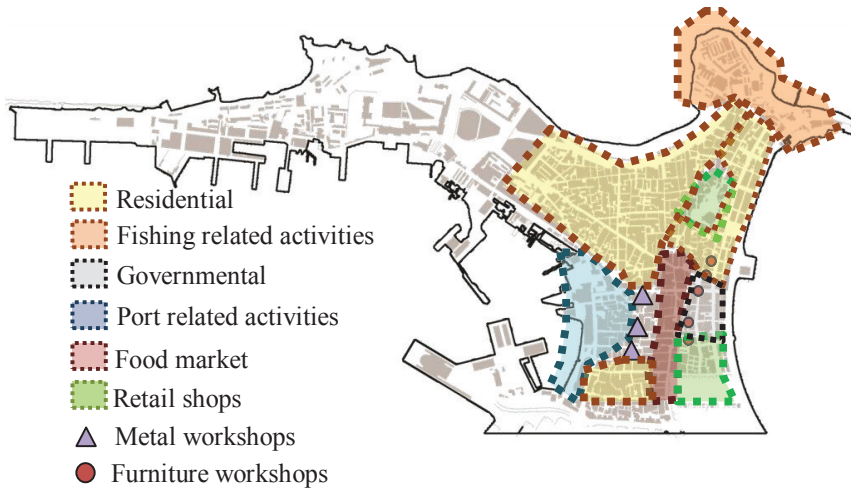 Residential
Fishing related activities
Governmental
Port related activities
Food market
Retail shops
Metal workshops
Furniture workshops